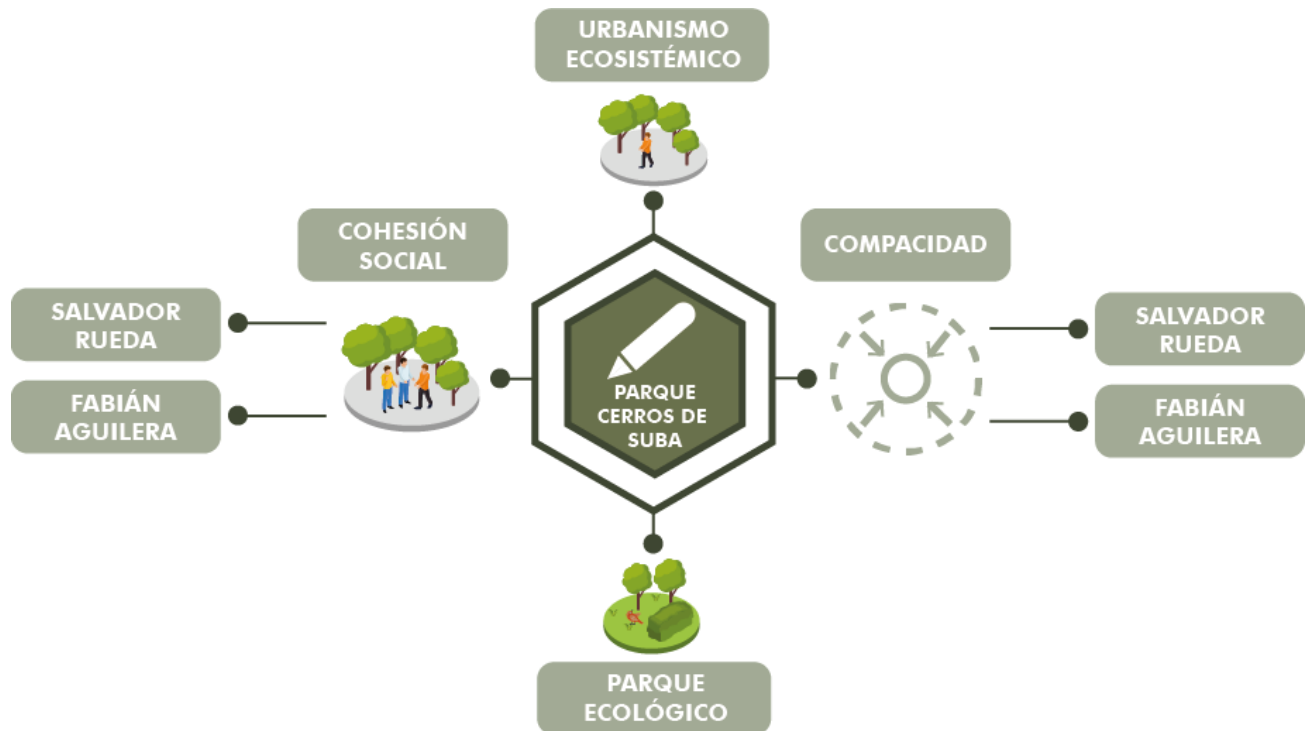 URBANISMO
ECOSISTÉMICO
COHESIÓN
SOCIAL
COMPACIDAD
SALVADOR
RUEDA
FABIÁN
AGUILERA
PARQUE
CERROS DE
SUBA
SALVADOR
RUEDA
FABIÁN
AGUILERA
PARQUE
ECOLÓGICO